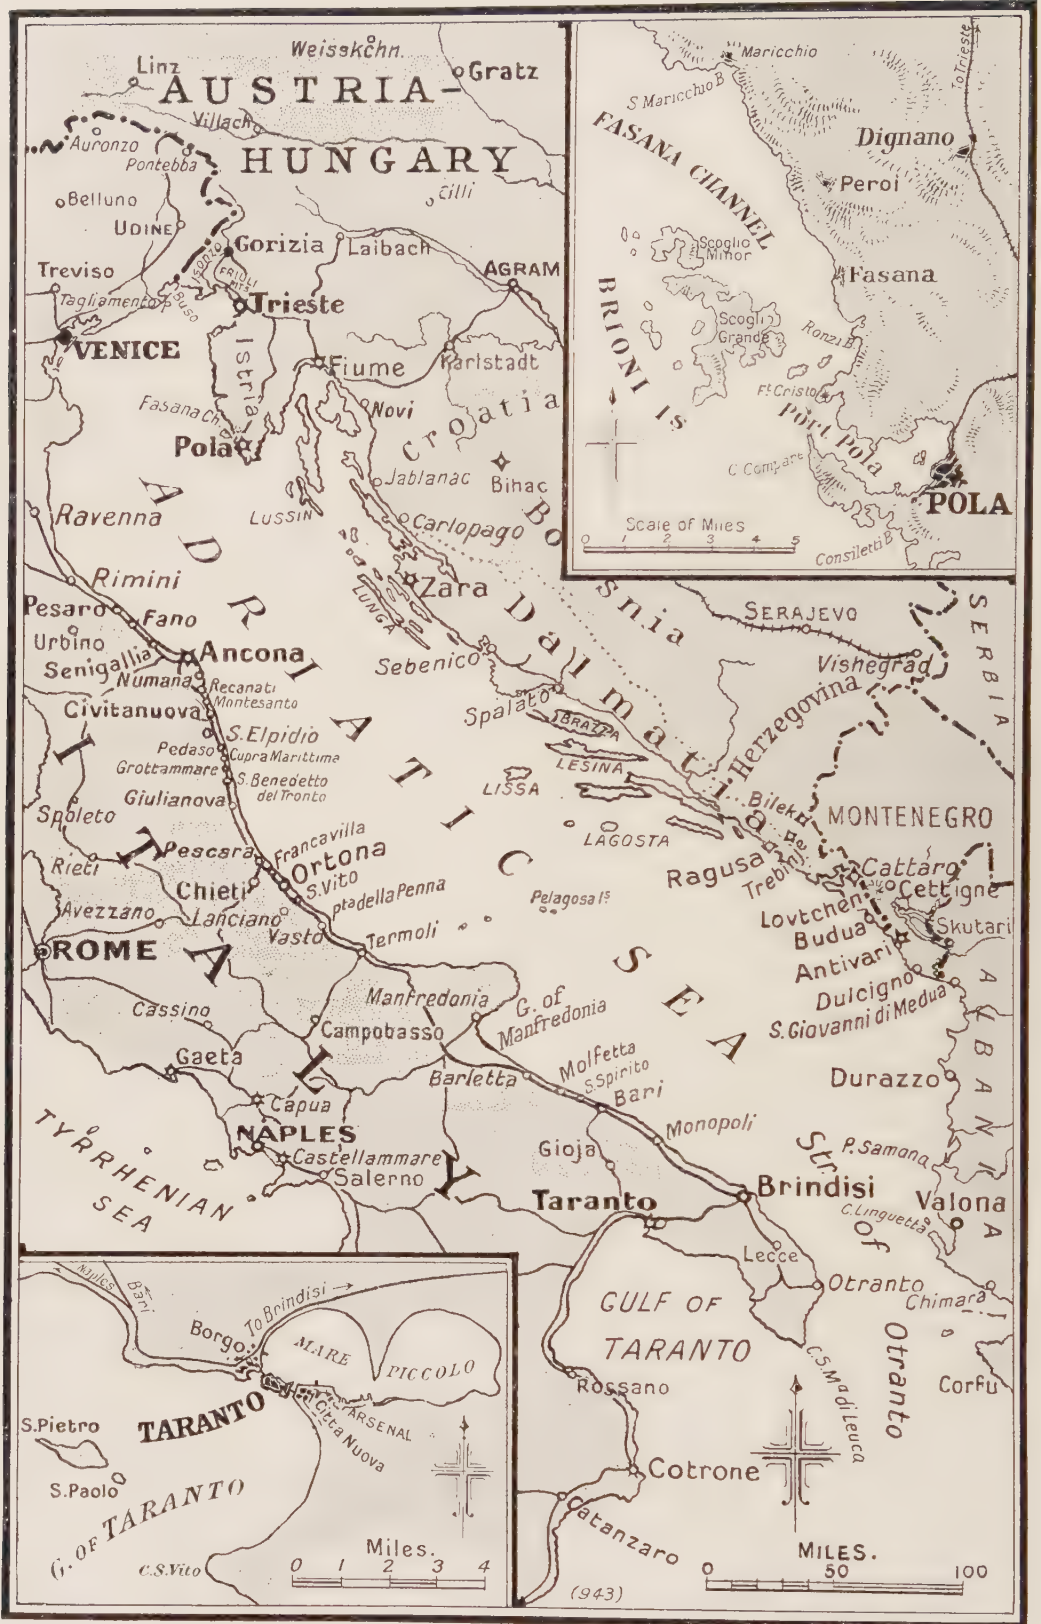 Weisskohn.
Linz
Gratz
AUSTRIA-
HUNGARY
Villach
Auronzo
Pontebba
Cilli
Belluno
UDINE
Gorizia
Laibach
Isonzo
FRIULI
Treviso
AGRAM
Tagliamento
Buso
Trieste
VENICE
Istria
Fiume
Karlstadt
Croatia
Novi
Fasana Ch.
Pola
Jablanac
Bihac
LUSSIN
Carlopago
Bosnia
Ravenna
ADRIATIC SEA
Zara
LUNGA
Dalmatia
Rimini
Pesaro
Fano
Urbino
Senigallia
Ancona
Numana
Recanati
Montesanto
Civitanuova
S. Elpidio
Pedaso
Cupra Marittima
Grottammare
S. Benedetto
del Tronto
Giulianova
Sebenico
Spalato
BRAZZA
LESINA
LISSA
LAGOSTA
SERAJEVO
Vishegrad
SERBIA
Herzegovina
Bilek
MONTENEGRO
Ragusa
Trebinj
Cattaro
Cettigne
Lovtchen
Budua
Skutari
Antivari
Dulcigno
S. Giovanni di Medua
ALBANIA
ITALY
Spoleto
Rieti
Pescara
Francavilla
Ortona
Chieti
S. Vito
Pta della Penna
Lanciano
Avezzano
Vasto
Termoli
Pelagosa Is
ROME
Cassino
Campobasso
Manfredonia
G. of
Manfredonia
Gaeta
Capua
Barletta
Molfetta
S. Spirito
Bari
Durazzo
NAPLES
Castellammare
Salerno
Gioja
Monopoli
TYRRHENIAN
SEA
Taranto
Brindisi
Str. of Otranto
P. Samana
Valona
C. Linguetta
Lecce
Otranto
Chimara
Corfu
GULF OF
TARANTO
C. S. Ma di Leuca
Rossano
Cotrone
Catanzaro
MILES.
0 50 100
(943)
To Trieste
Maricchio
S Maricchio B
FASANA CHANNEL
Dignano
Peroi
Scoglio
Minor
Fasana
BRIONI IS
Scogli
Grande
Ronzi B
Ft Cristo
Port Pola
C. Compart
POLA
Scale of Miles
0 1 2 3 4 5
Consiletti B
Naples
Bari
To Brindisi
Borgo
MARE
PICCOLO
TARANTO
ARSENAL
Citta Nuova
S. Pietro
S. Paolo
G. OF TARANTO
C.S.Vito
Miles.
0 1 2 3 4